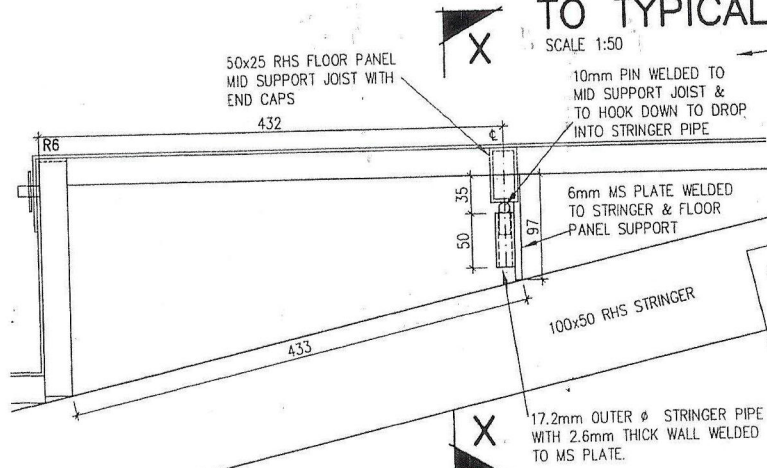 TO TYPICAL
X
SCALE 1:50
50x25 RHS FLOOR PANEL
MID SUPPORT JOIST WITH
END CAPS
10mm PIN WELDED TO
MID SUPPORT JOIST &
TO HOOK DOWN TO DROP
INTO STRINGER PIPE
432
R6
℄
35
6mm MS PLATE WELDED
TO STRINGER & FLOOR
PANEL SUPPORT
50
97
100x50 RHS STRINGER
433
X
17.2mm OUTER ø STRINGER PIPE
WITH 2.6mm THICK WALL WELDED
TO MS PLATE.